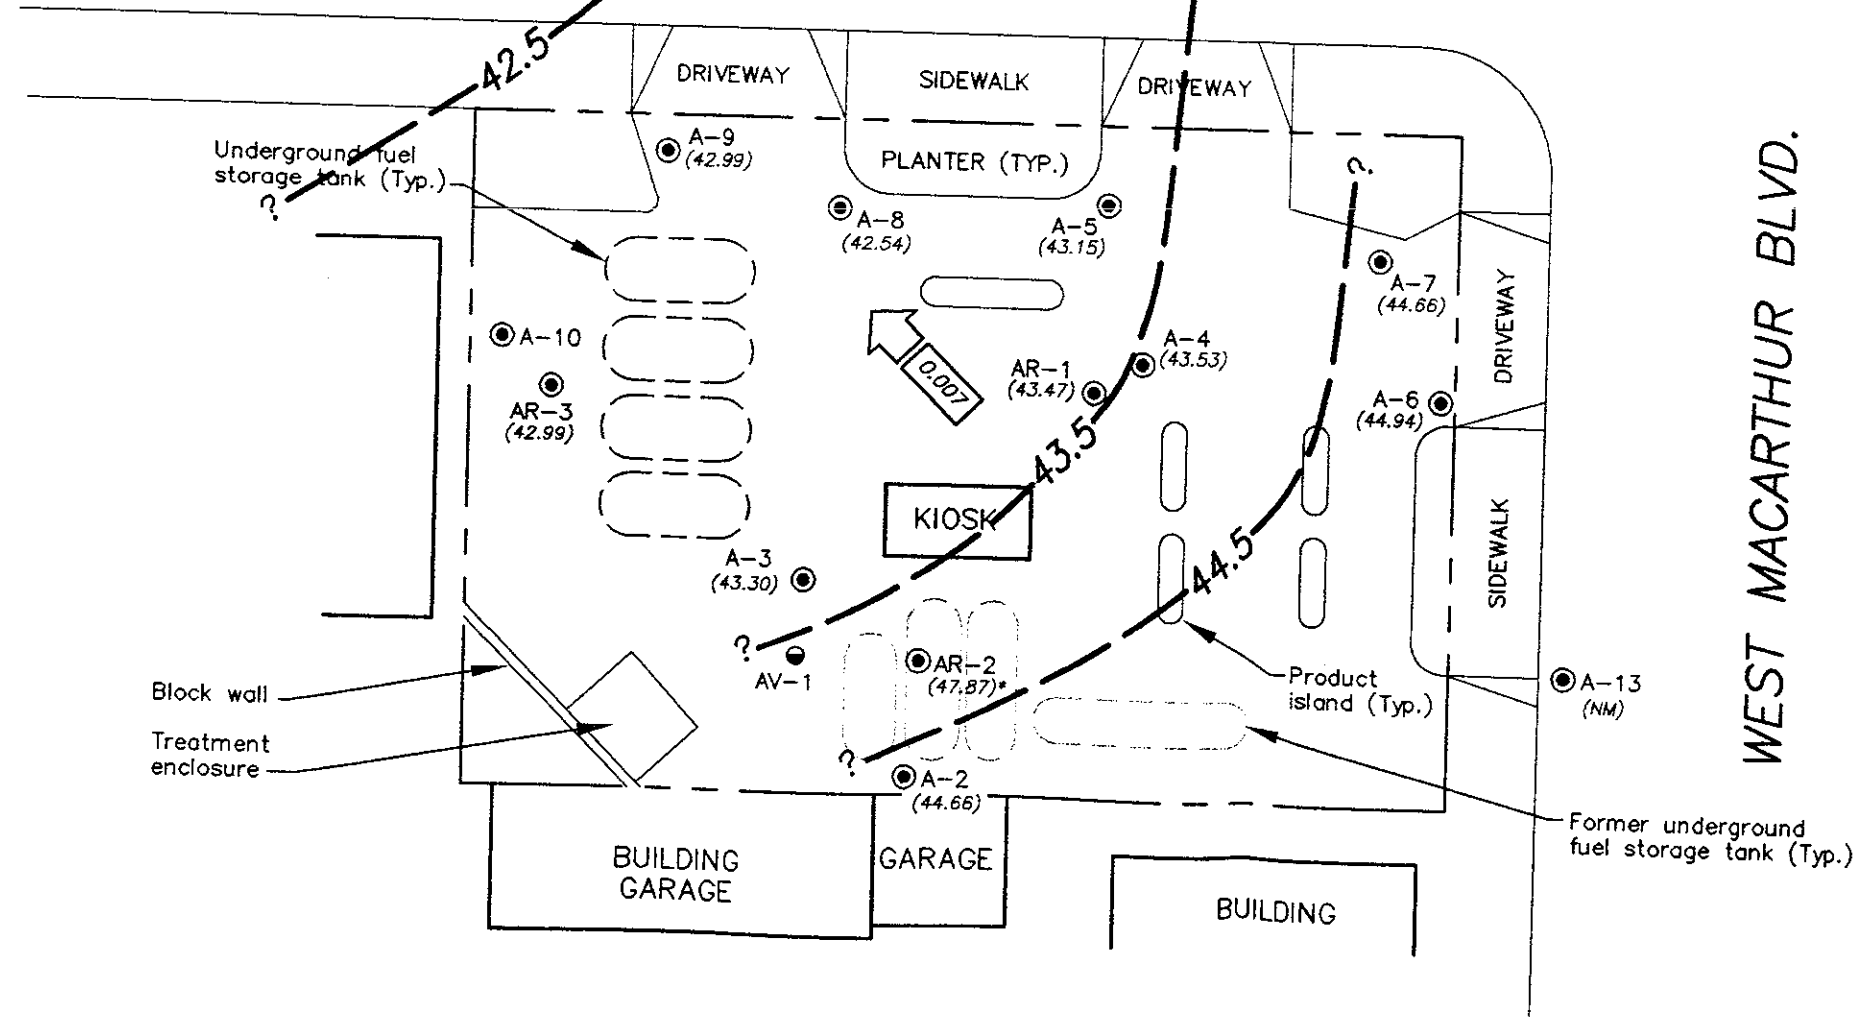 42.5
DRIVEWAY
SIDEWALK
DRIVEWAY
A-9
(42.99)
Underground fuel
storage tank (Typ.)
?
PLANTER (TYP.)
?
A-8
(42.54)
A-5
(43.15)
A-7
(44.66)
DRIVEWAY
WEST MACARTHUR BLVD.
A-10
A-4
(43.53)
AR-1
(43.47)
0.007
AR-3
(42.99)
A-6
(44.94)
43.5
KIOSK
44.5
SIDEWALK
A-3
(43.30)
?
AV-1
AR-2
(47.87)*
Product
island (Typ.)
A-13
(NM)
Block wall
Treatment
enclosure
?
A-2
(44.66)
Former underground
fuel storage tank (Typ.)
BUILDING
GARAGE
GARAGE
BUILDING